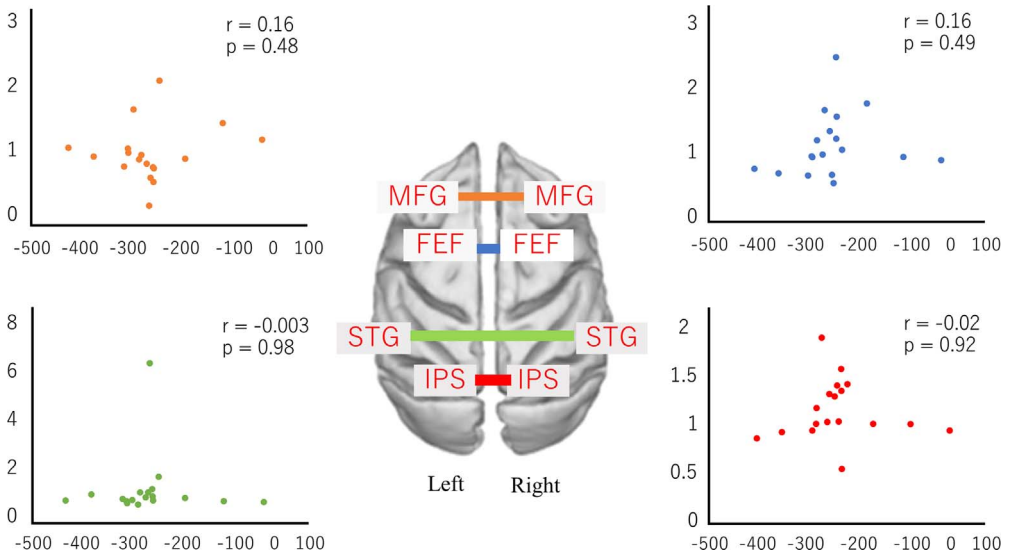 3
2
1
0
r = 0.16
p = 0.48
-500 -400 -300 -200 -100 0 100
3
2
1
0
r = 0.16
p = 0.49
-500 -400 -300 -200 -100 0 100
MFG MFG
FEF FEF
STG STG
IPS IPS
Left Right
8
6
4
2
0
r = -0.003
p = 0.98
-500 -400 -300 -200 -100 0 100
2
1.5
1
0.5
0
r = -0.02
p = 0.92
-500 -400 -300 -200 -100 0 100